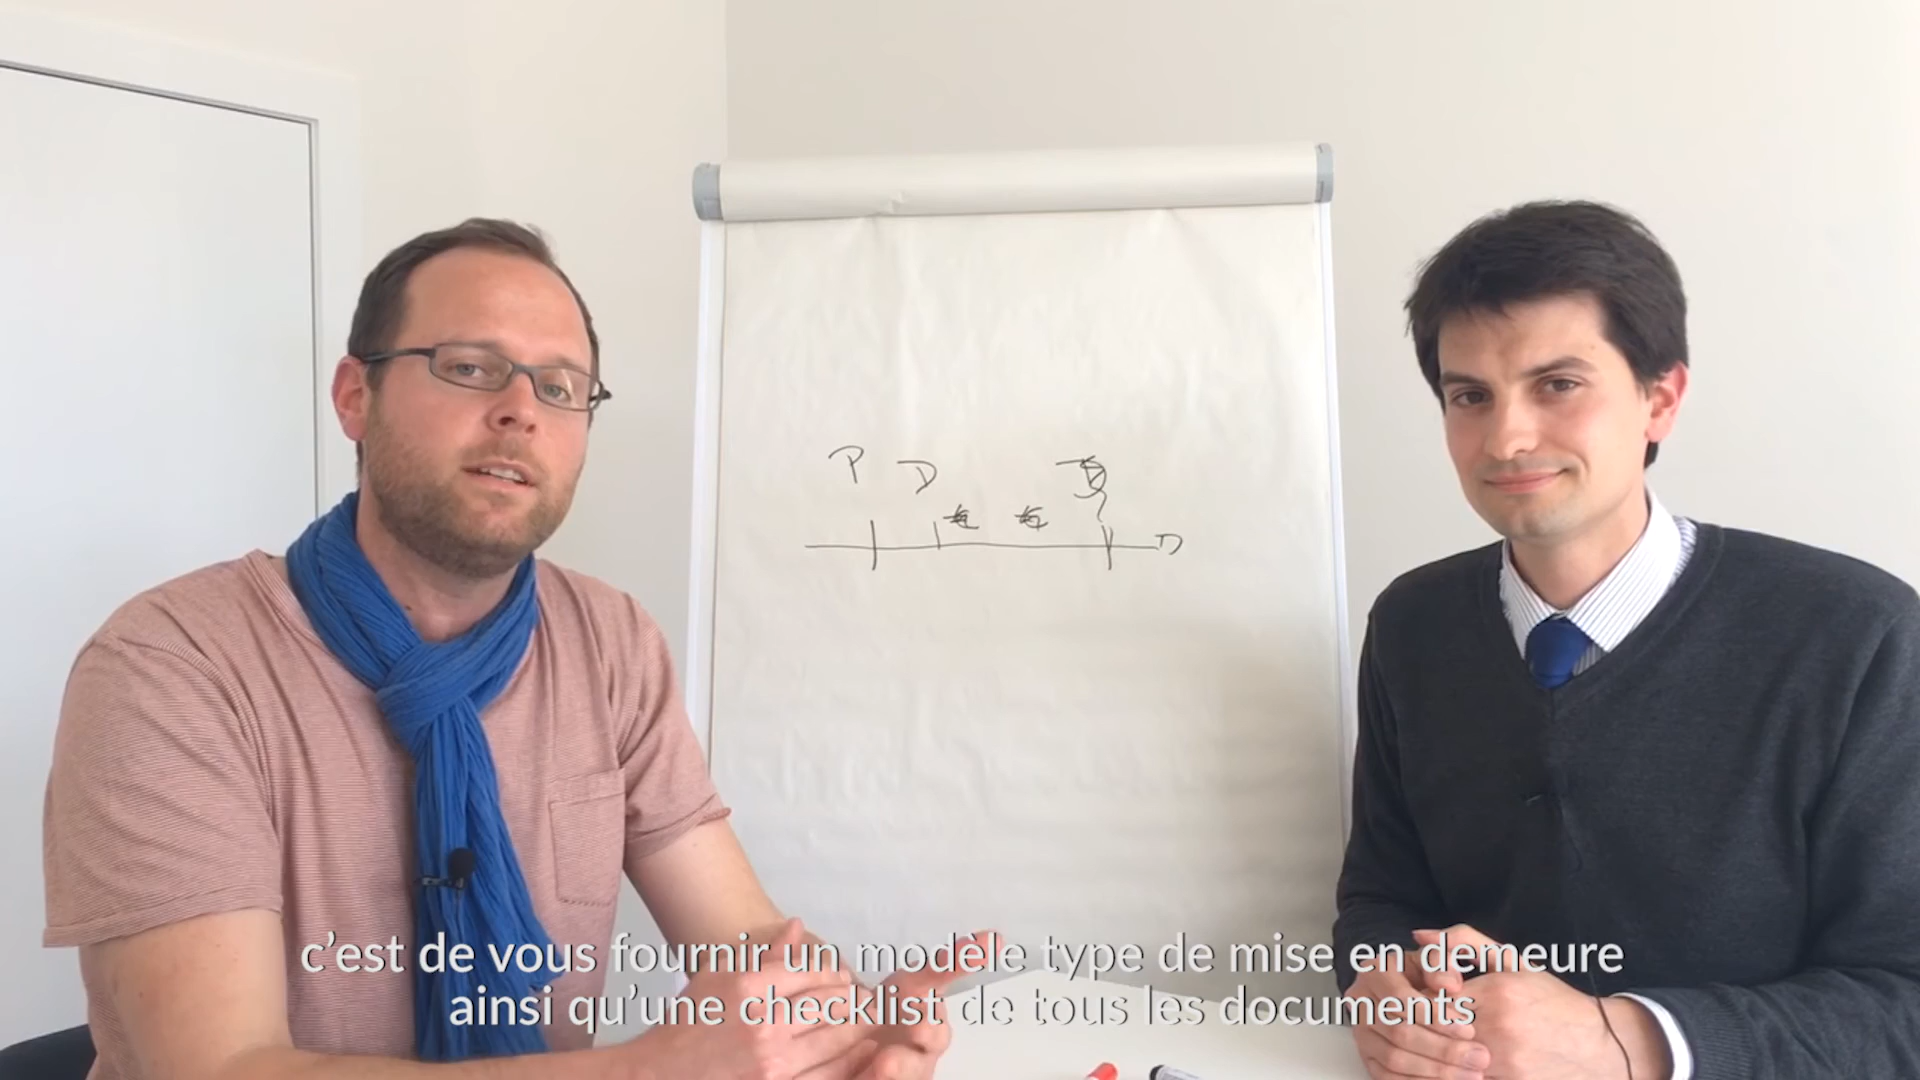 P D D
€ €
D
c’est de vous fournir un modèle type de mise en demeure
ainsi qu’une checklist de tous les documents